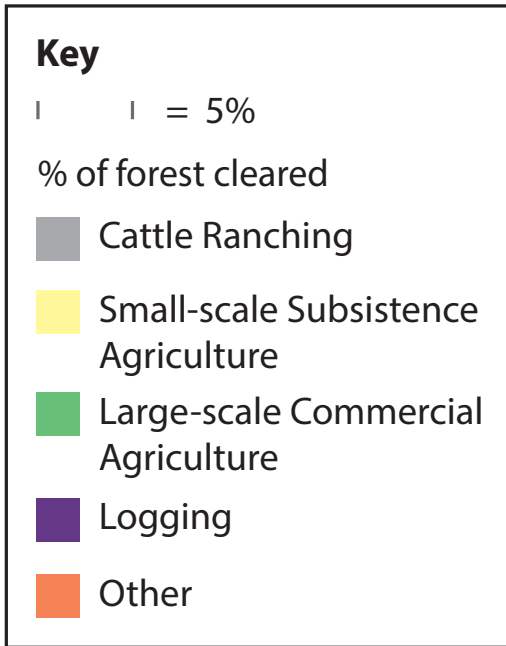 Key
= 5%
% of forest cleared
Cattle Ranching
Small-scale Subsistence
Agriculture
Large-scale Commercial
Agriculture
Logging
Other